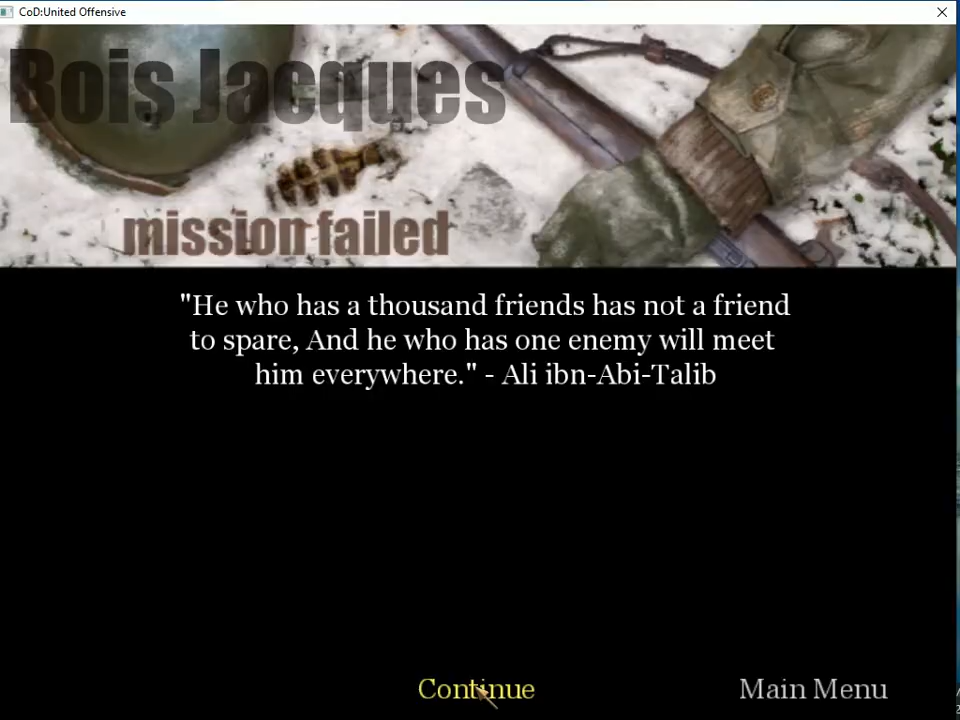 CoD:United Offensive
Bois Jacques
mission failed
"He who has a thousand friends has not a friend
to spare, And he who has one enemy will meet
him everywhere." - Ali ibn-Abi-Talib
Continue
Main Menu